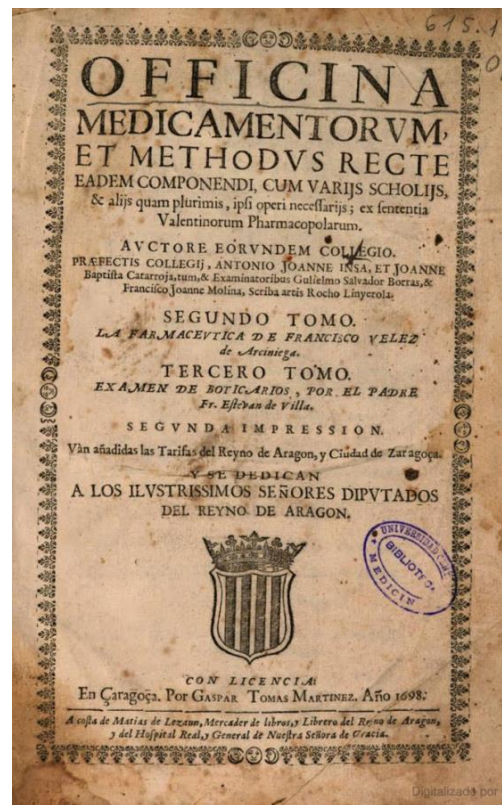 615.1
O
OFFICINA
MEDICAMENTORVM,
ET METHODVS RECTE
EADEM COMPONENDI, CUM VARIJS SCHOLIJS,
& alijs quam plurimis, ipsi operi necessarijs; ex sententia
Valentinorum Pharmacopolarum.
AVCTORE EORVNDEM COLLEGIO.
PRÆFECTIS COLLEGIJ, ANTONIO JOANNE INSA, ET JOANNE
Baptista Catarroja, tum, & Examinatoribus Gulielmo Salvador Borras, &
Francisco Joanne Molina, Scriba artis Rocho Linyerola.
SEGUNDO TOMO.
LA FARMACEVTICA DE FRANCISCO VELEZ
de Arciniega.
TERCERO TOMO.
EXAMEN DE BOTICARIOS, POR EL PADRE
Fr. Estevan de Villa.
SEGVNDA IMPRESSION.
Vàn añadidas las Tarifas del Reyno de Aragon, y Ciudad de Zaragoça.
Y SE DEDICAN
A LOS ILVSTRISSIMOS SEÑORES DIPVTADOS
DEL REYNO DE ARAGON.
UNIVERSIDAD
BIBLIOTECA
MEDICIN
CON LICENCIA:
En Çaragoça. Por GASPAR TOMAS MARTINEZ. Año 1698.
A costa de Matias de Lezaun, Mercader de libros, y Librero del Reyno de Aragon,
y del Hospital Real, y General de Nuestra Señora de Gracia.
Digitalizado por